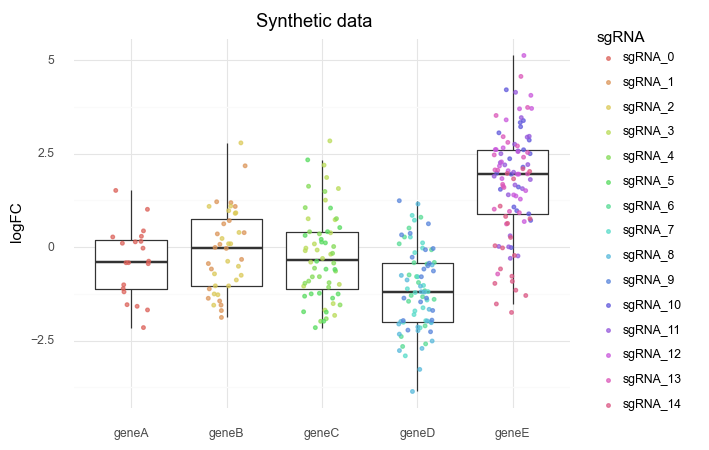 Synthetic data
logFC
5
2.5
0
−2.5
geneA
geneB
geneC
geneD
geneE
sgRNA
sgRNA_0
sgRNA_1
sgRNA_2
sgRNA_3
sgRNA_4
sgRNA_5
sgRNA_6
sgRNA_7
sgRNA_8
sgRNA_9
sgRNA_10
sgRNA_11
sgRNA_12
sgRNA_13
sgRNA_14